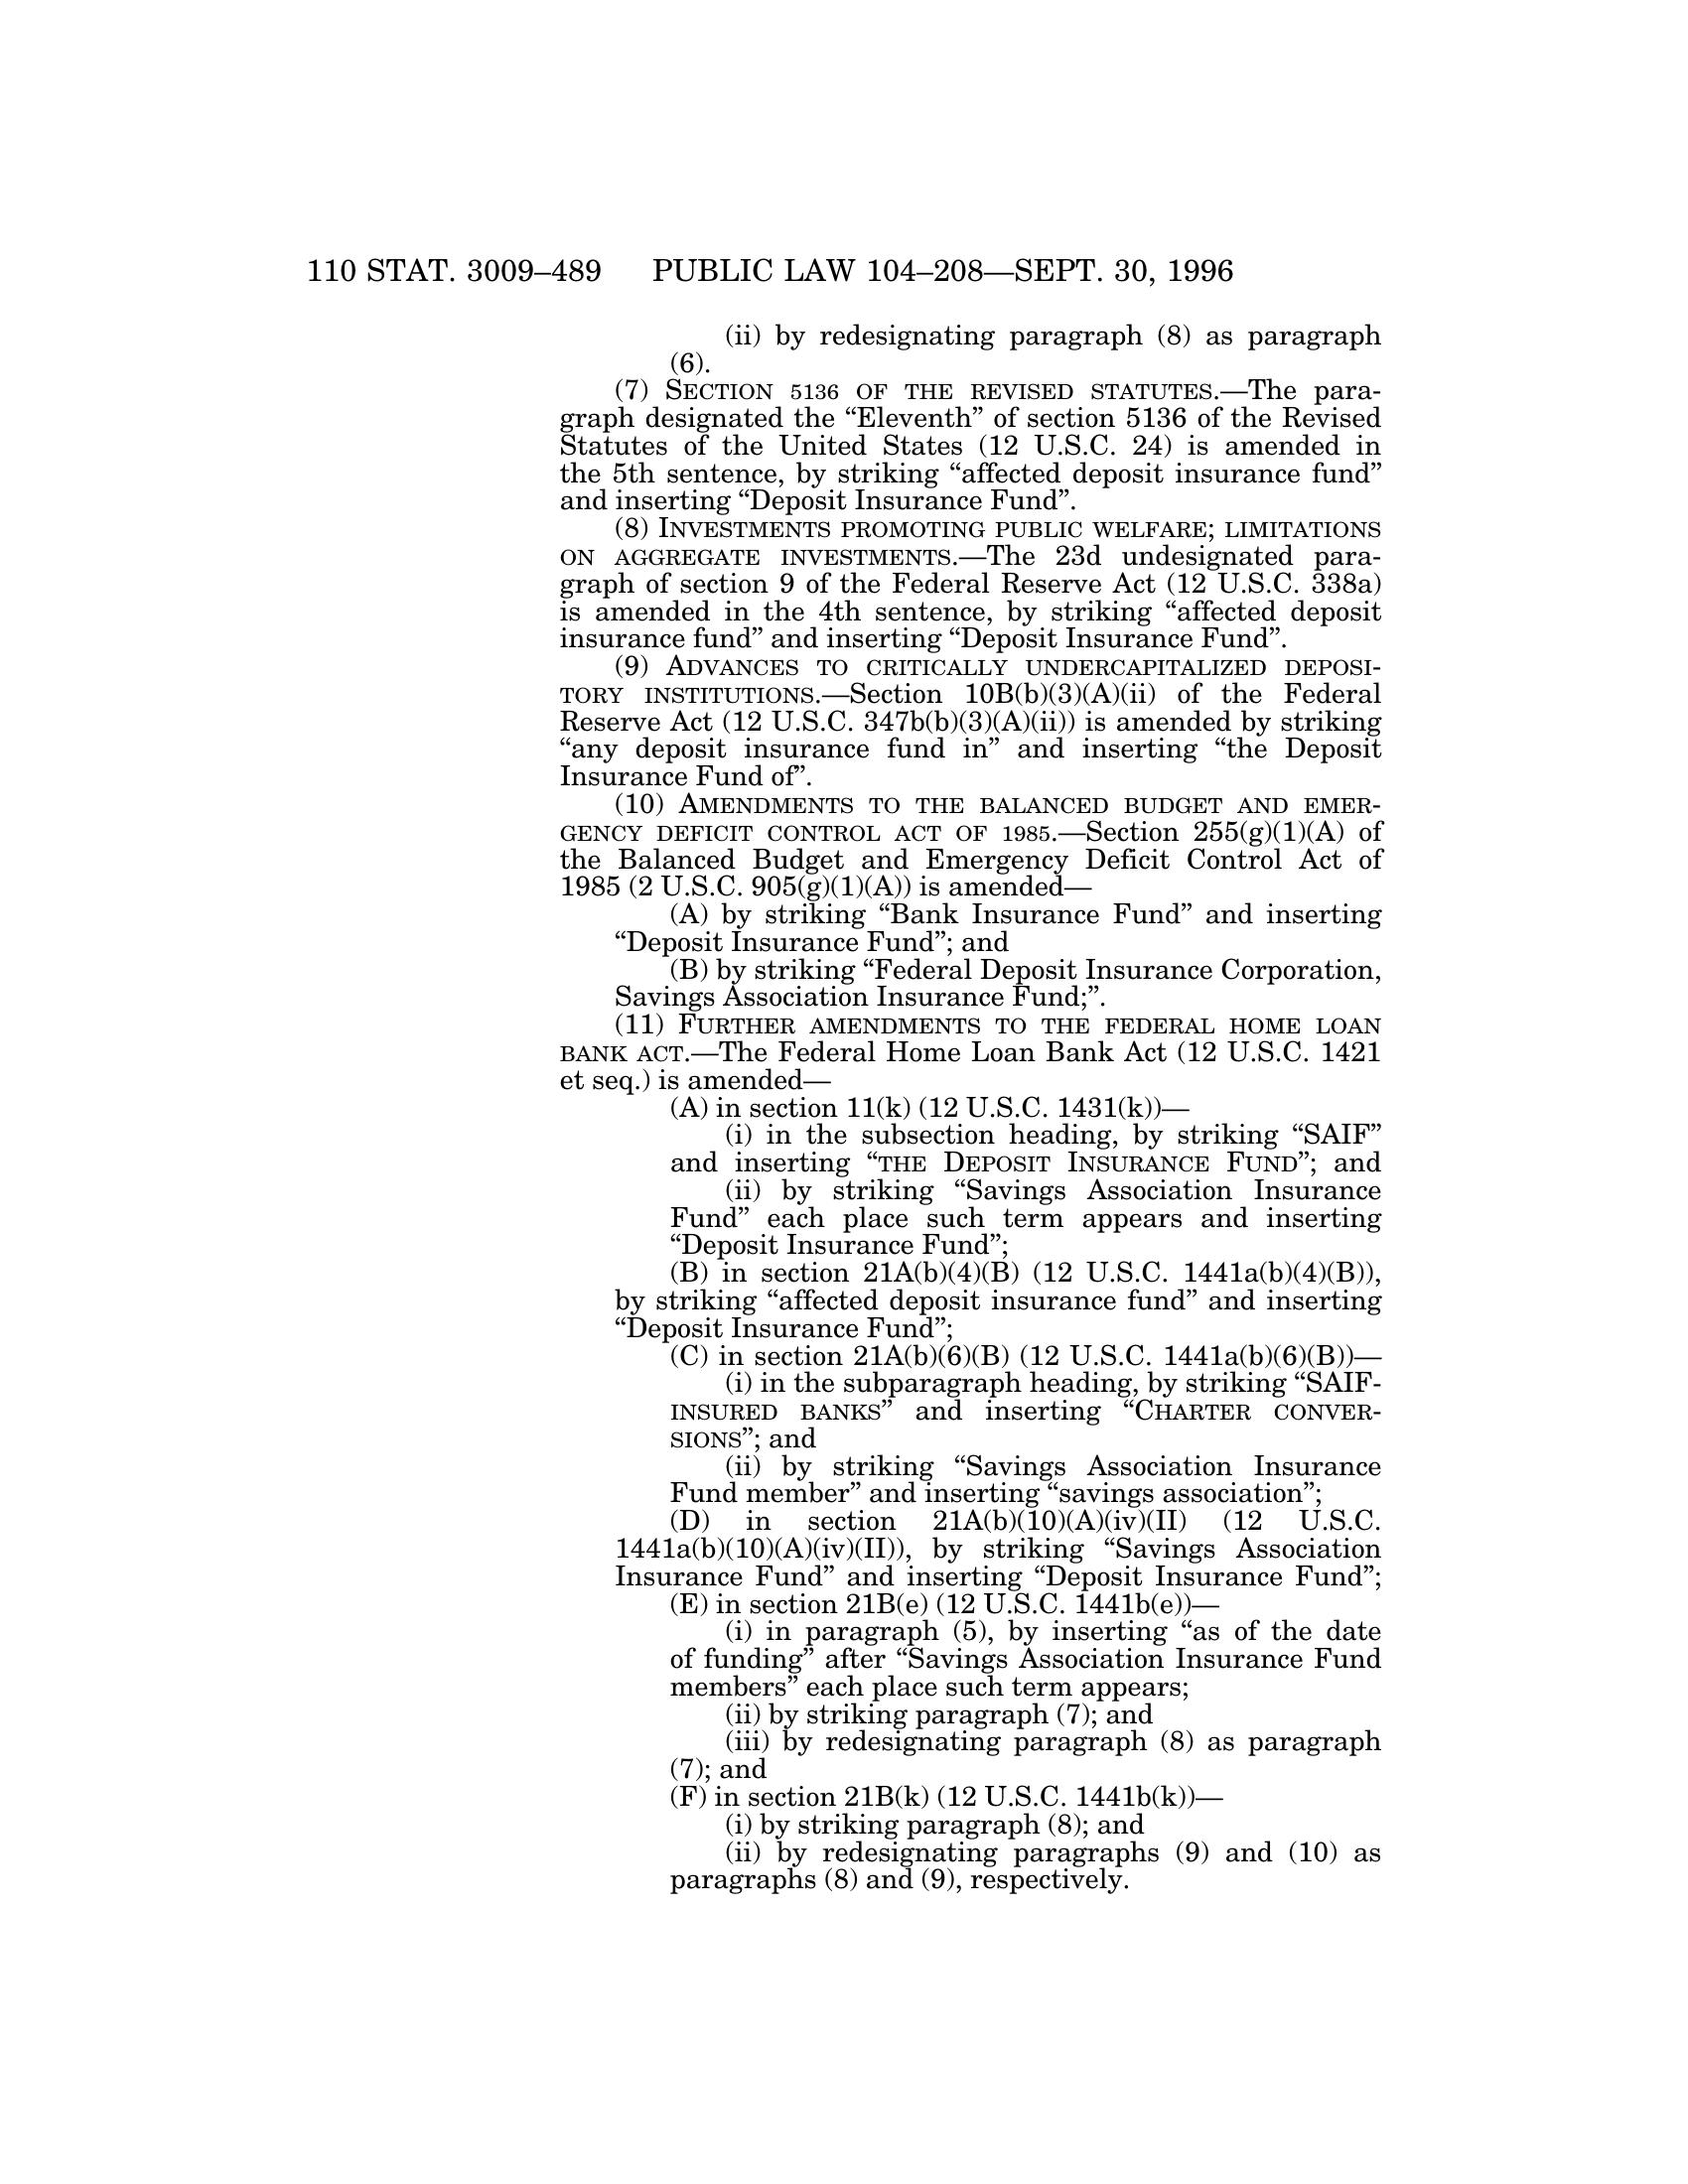 110 STAT. 3009–489 PUBLIC LAW 104–208—SEPT. 30, 1996
(ii) by redesignating paragraph (8) as paragraph
(6).
(7) SECTION 5136 OF THE REVISED STATUTES.—The para-
graph designated the “Eleventh” of section 5136 of the Revised
Statutes of the United States (12 U.S.C. 24) is amended in
the 5th sentence, by striking “affected deposit insurance fund”
and inserting “Deposit Insurance Fund”.
(8) INVESTMENTS PROMOTING PUBLIC WELFARE; LIMITATIONS
ON AGGREGATE INVESTMENTS.—The 23d undesignated para-
graph of section 9 of the Federal Reserve Act (12 U.S.C. 338a)
is amended in the 4th sentence, by striking “affected deposit
insurance fund” and inserting “Deposit Insurance Fund”.
(9) ADVANCES TO CRITICALLY UNDERCAPITALIZED DEPOSI-
TORY INSTITUTIONS.—Section 10B(b)(3)(A)(ii) of the Federal
Reserve Act (12 U.S.C. 347b(b)(3)(A)(ii)) is amended by striking
“any deposit insurance fund in” and inserting “the Deposit
Insurance Fund of”.
(10) AMENDMENTS TO THE BALANCED BUDGET AND EMER-
GENCY DEFICIT CONTROL ACT OF 1985.—Section 255(g)(1)(A) of
the Balanced Budget and Emergency Deficit Control Act of
1985 (2 U.S.C. 905(g)(1)(A)) is amended—
(A) by striking “Bank Insurance Fund” and inserting
“Deposit Insurance Fund”; and
(B) by striking “Federal Deposit Insurance Corporation,
Savings Association Insurance Fund;”.
(11) FURTHER AMENDMENTS TO THE FEDERAL HOME LOAN
BANK ACT.—The Federal Home Loan Bank Act (12 U.S.C. 1421
et seq.) is amended—
(A) in section 11(k) (12 U.S.C. 1431(k))—
(i) in the subsection heading, by striking “SAIF”
and inserting “THE DEPOSIT INSURANCE FUND”; and
(ii) by striking “Savings Association Insurance
Fund” each place such term appears and inserting
“Deposit Insurance Fund”;
(B) in section 21A(b)(4)(B) (12 U.S.C. 1441a(b)(4)(B)),
by striking “affected deposit insurance fund” and inserting
“Deposit Insurance Fund”;
(C) in section 21A(b)(6)(B) (12 U.S.C. 1441a(b)(6)(B))—
(i) in the subparagraph heading, by striking “SAIF-
INSURED BANKS” and inserting “CHARTER CONVER-
SIONS”; and
(ii) by striking “Savings Association Insurance
Fund member” and inserting “savings association”;
(D) in section 21A(b)(10)(A)(iv)(II) (12 U.S.C.
1441a(b)(10)(A)(iv)(II)), by striking “Savings Association
Insurance Fund” and inserting “Deposit Insurance Fund”;
(E) in section 21B(e) (12 U.S.C. 1441b(e))—
(i) in paragraph (5), by inserting “as of the date
of funding” after “Savings Association Insurance Fund
members” each place such term appears;
(ii) by striking paragraph (7); and
(iii) by redesignating paragraph (8) as paragraph
(7); and
(F) in section 21B(k) (12 U.S.C. 1441b(k))—
(i) by striking paragraph (8); and
(ii) by redesignating paragraphs (9) and (10) as
paragraphs (8) and (9), respectively.